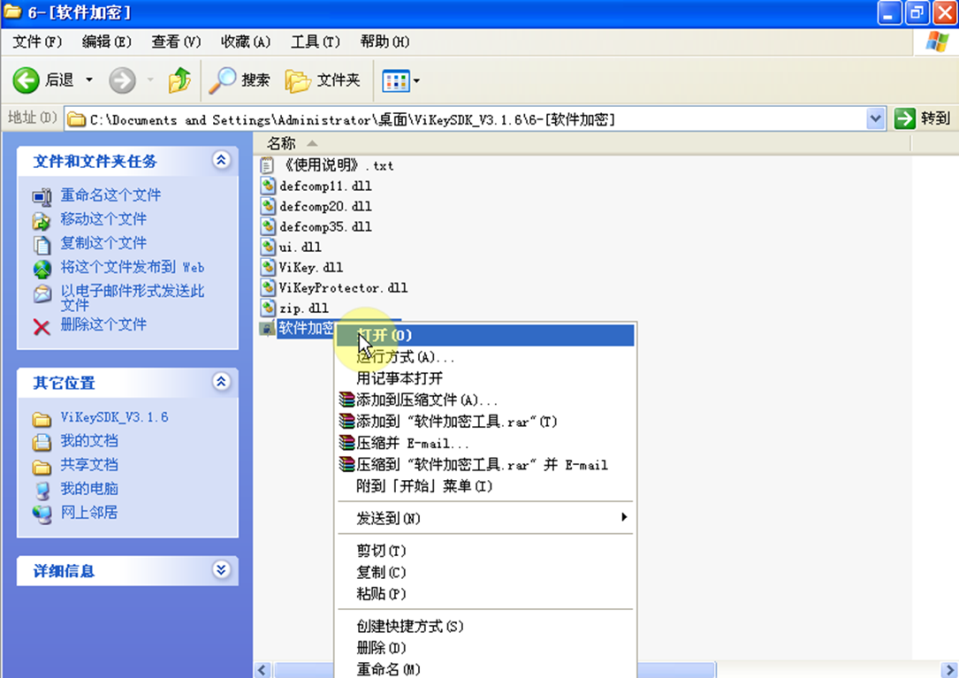 6-[软件加密]
文件(F) 编辑(E) 查看(V) 收藏(A) 工具(T) 帮助(H)
后退 搜索 文件夹
地址(D) C:\Documents and Settings\Administrator\桌面\ViKeySDK_V3.1.6\6-[软件加密] 转到
文件和文件夹任务
重命名这个文件
移动这个文件
复制这个文件
将这个文件发布到 Web
以电子邮件形式发送此
文件
删除这个文件
其它位置
ViKeySDK_V3.1.6
我的文档
共享文档
我的电脑
网上邻居
详细信息
名称
《使用说明》.txt
defcomp11.dll
defcomp20.dll
defcomp35.dll
ui.dll
ViKey.dll
ViKeyProtector.dll
zip.dll
软件加密
打开(O)
运行方式(A)...
用记事本打开
添加到压缩文件(A)...
添加到 "软件加密工具.rar"(T)
压缩并 E-mail...
压缩到 "软件加密工具.rar" 并 E-mail
附到「开始」菜单(I)
发送到(N)
剪切(T)
复制(C)
粘贴(P)
创建快捷方式(S)
删除(D)
重命名(M)